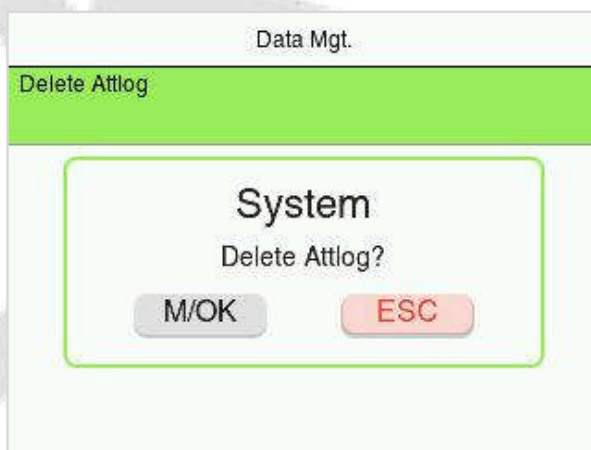 Data Mgt.
Delete Attlog
System
Delete Attlog?
M/OK ESC